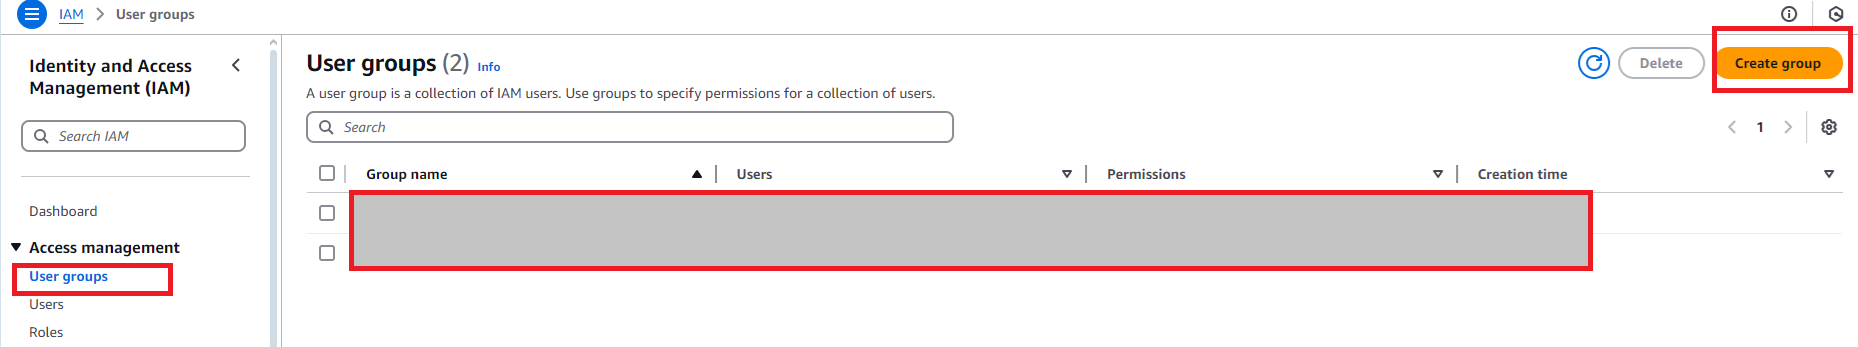 IAM > User groups
Identity and Access
Management (IAM)
Search IAM
Dashboard
Access management
User groups
Users
Roles
User groups (2) Info
Delete
Create group
A user group is a collection of IAM users. Use groups to specify permissions for a collection of users.
Search
1
Group name
Users
Permissions
Creation time